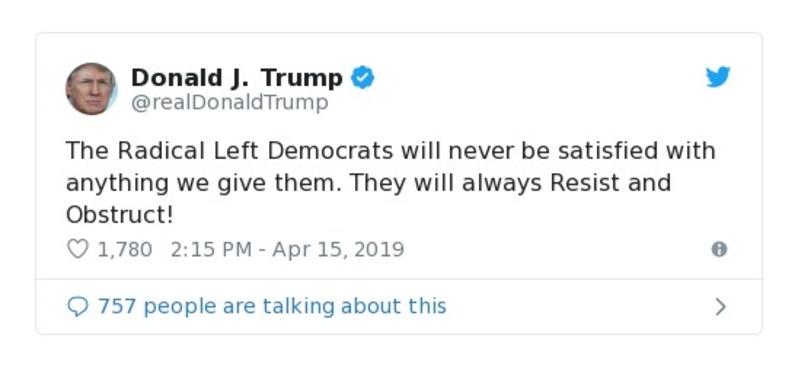 Donald J. Trump
@realDonaldTrump
The Radical Left Democrats will never be satisfied with
anything we give them. They will always Resist and
Obstruct!
1,780 2:15 PM - Apr 15, 2019
757 people are talking about this